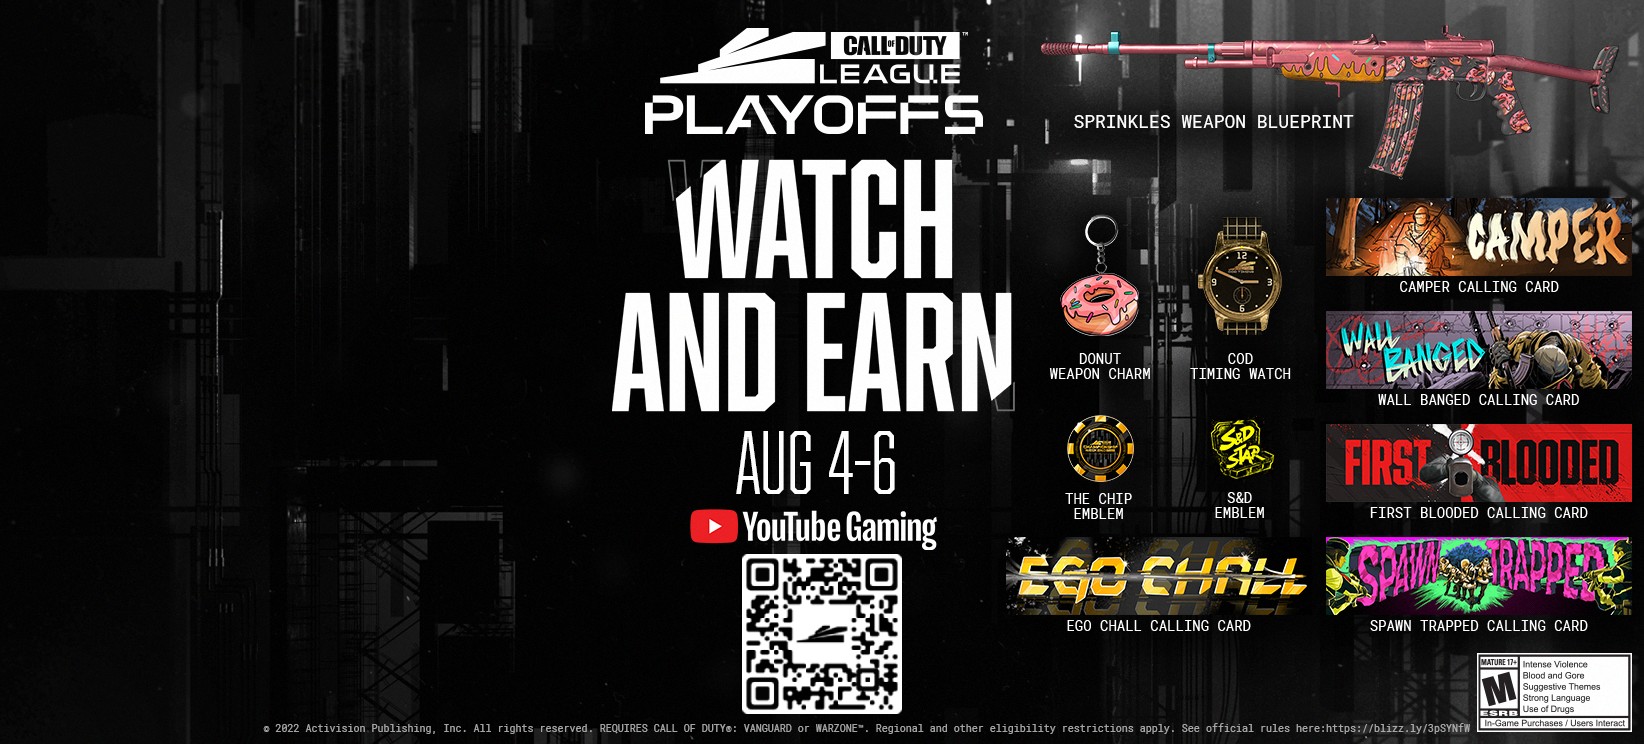 CALL OF DUTY™
LEAGUE
PLAYOFFS
WATCH
AND EARN
AUG 4-6
YouTube Gaming
SPRINKLES WEAPON BLUEPRINT
DONUT
WEAPON CHARM
12
9 3
6
COD
TIMING WATCH
THE CHIP
EMBLEM
S&D
STAR
S&D
EMBLEM
EGO CHALL
EGO CHALL CALLING CARD
CAMPER
CAMPER CALLING CARD
WALL
BANGED
WALL BANGED CALLING CARD
FIRST BLOODED
FIRST BLOODED CALLING CARD
SPAWN TRAPPED
SPAWN TRAPPED CALLING CARD
MATURE 17+
M
ESRB
Intense Violence
Blood and Gore
Suggestive Themes
Strong Language
Use of Drugs
In-Game Purchases / Users Interact
© 2022 Activision Publishing, Inc. All rights reserved. REQUIRES CALL OF DUTY®: VANGUARD or WARZONE™. Regional and other eligibility restrictions apply. See official rules here:https://blizz.ly/3pSYNfW